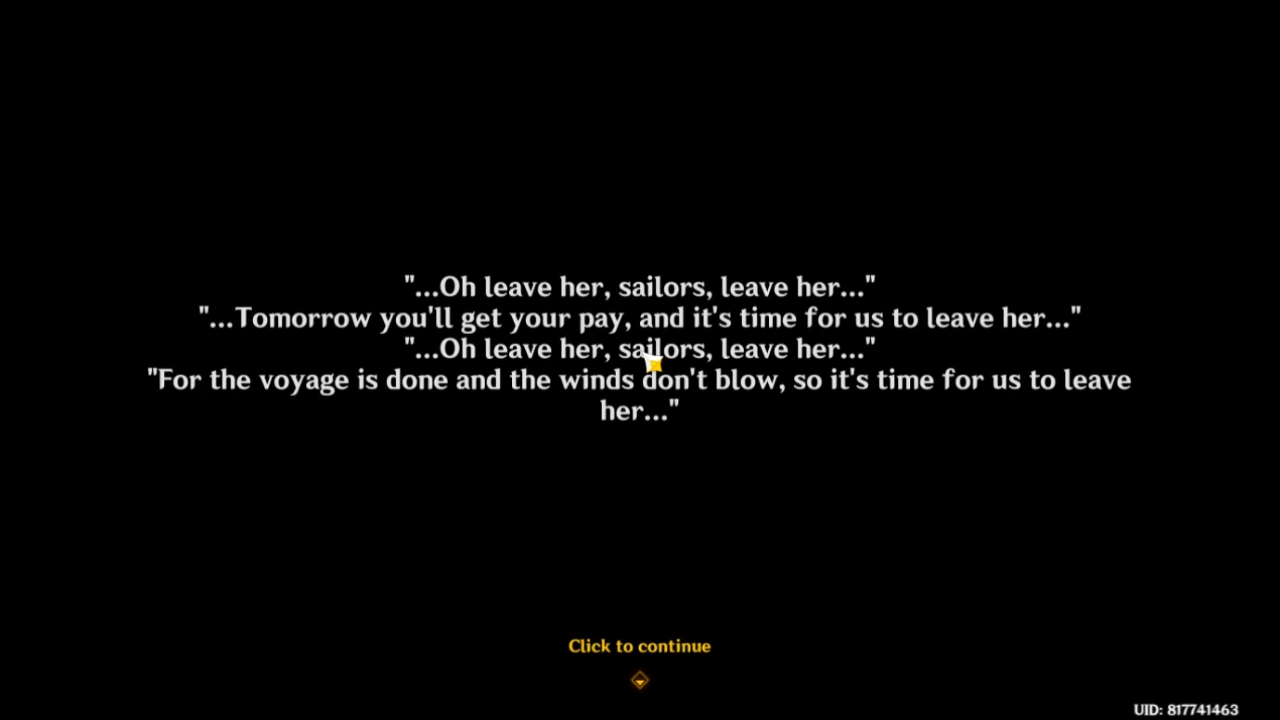 "...Oh leave her, sailors, leave her..."
"...Tomorrow you'll get your pay, and it's time for us to leave her..."
"...Oh leave her, sailors, leave her..."
"For the voyage is done and the winds don't blow, so it's time for us to leave
her..."
Click to continue
UID: 817741463